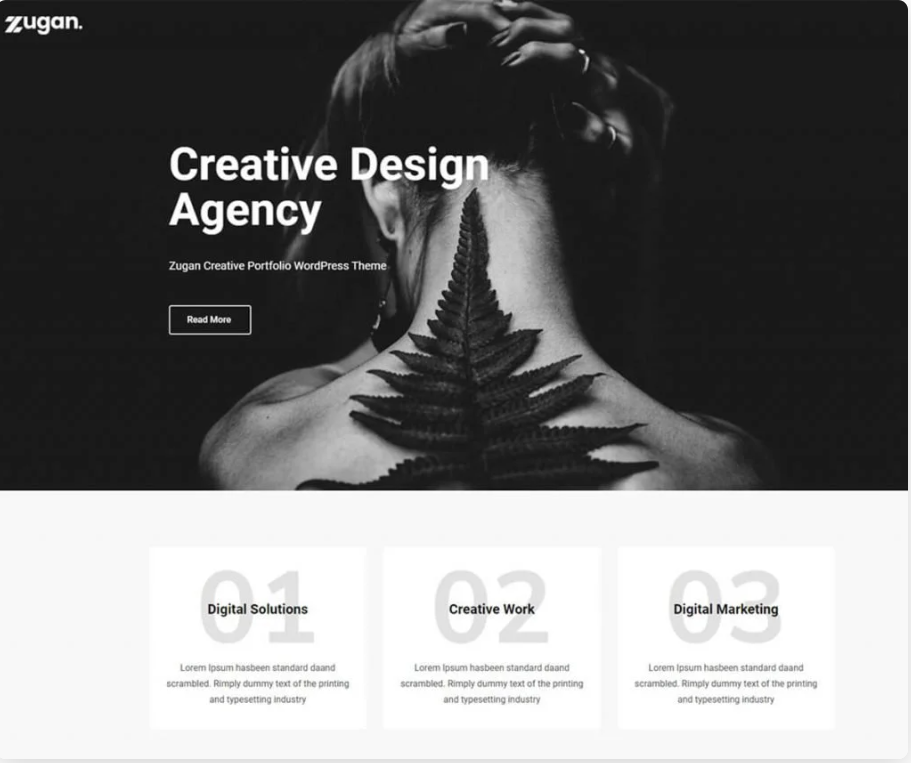 zugan.
Creative Design
Agency
Zugan Creative Portfolio WordPress Theme
Read More
01
Digital Solutions
Lorem Ipsum hasbeen standard daand
scrambled. Rimply dummy text of the printing
and typesetting industry
02
Creative Work
Lorem Ipsum hasbeen standard daand
scrambled. Rimply dummy text of the printing
and typesetting industry
03
Digital Marketing
Lorem Ipsum hasbeen standard daand
scrambled. Rimply dummy text of the printing
and typesetting industry